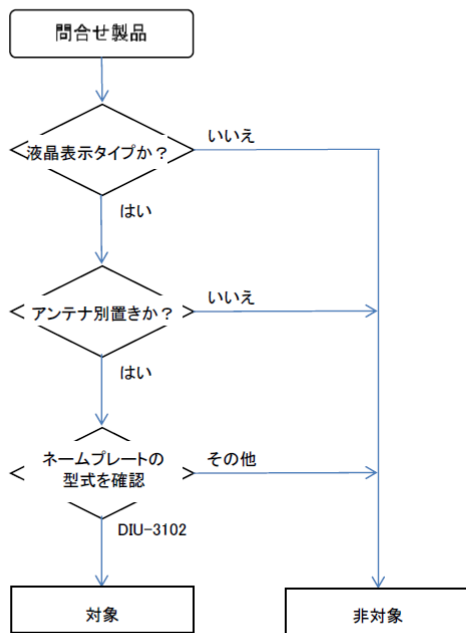 問合せ製品
液晶表示タイプか？
いいえ
はい
アンテナ別置きか？
いいえ
はい
ネームプレートの
型式を確認
その他
DIU-3102
対象
非対象